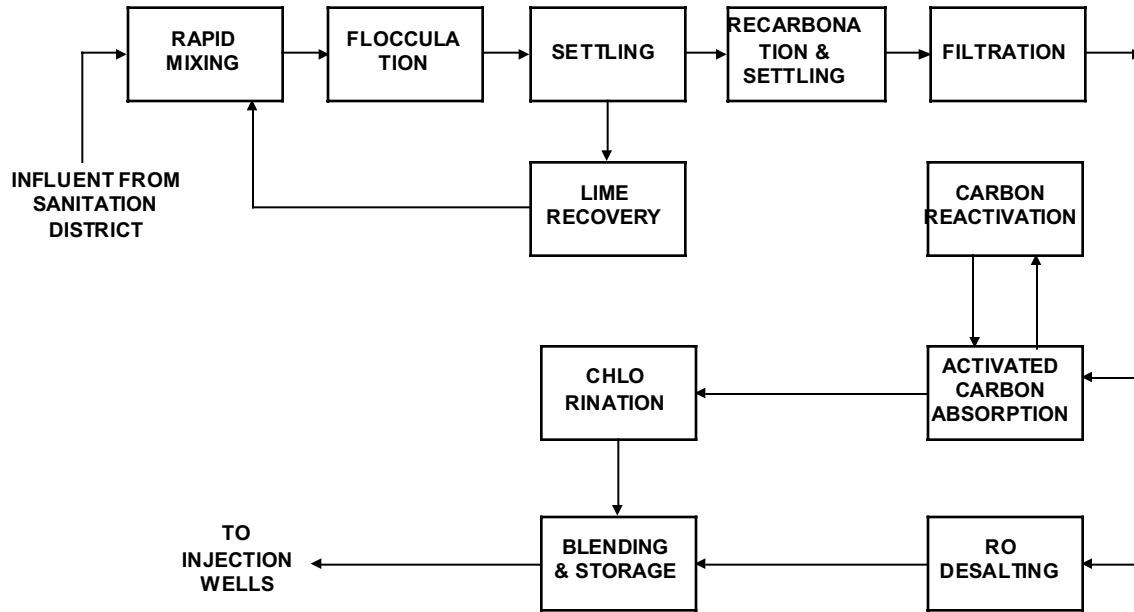 RAPID
MIXING
FLOCCULA
TION
SETTLING
RECARBONA
TION &
SETTLING
FILTRATION
INFLUENT FROM
SANITATION
DISTRICT
LIME
RECOVERY
CARBON
REACTIVATION
CHLO
RINATION
ACTIVATED
CARBON
ABSORPTION
TO
INJECTION
WELLS
BLENDING
& STORAGE
RO
DESALTING